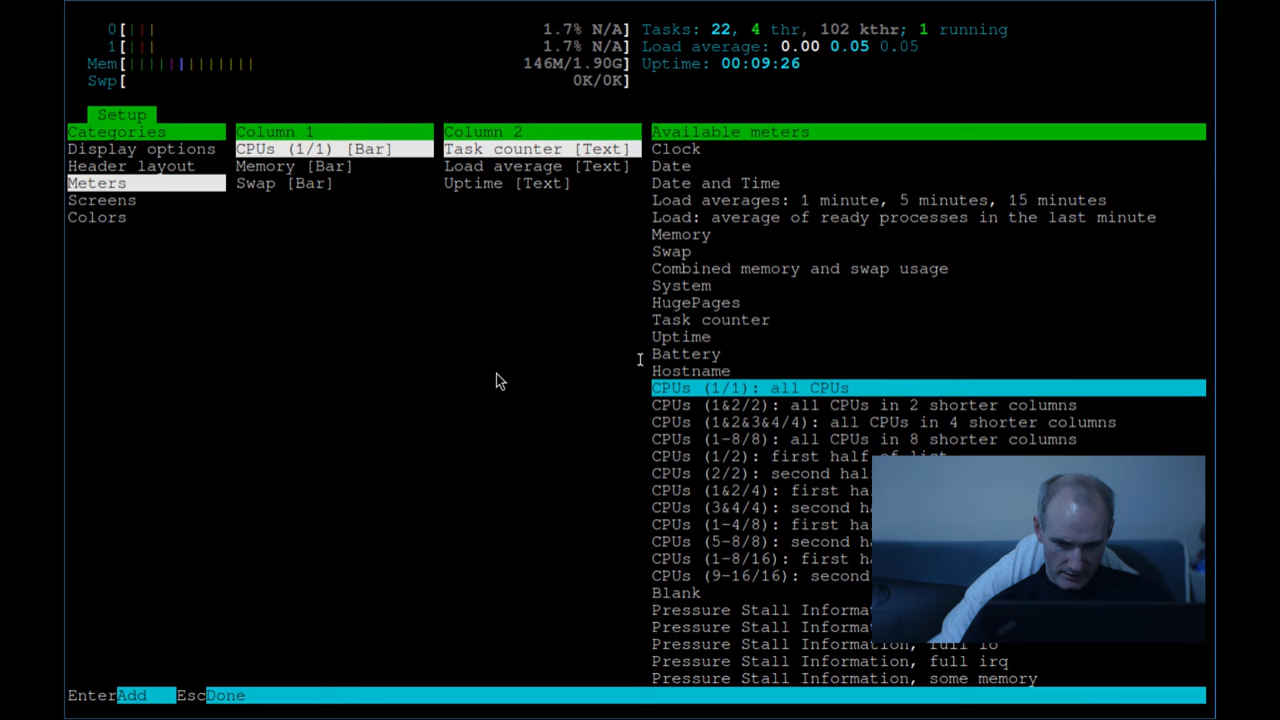 0[||| 1.7% N/A] Tasks: 22, 4 thr, 102 kthr; 1 running
1[||| 1.7% N/A] Load average: 0.00 0.05 0.05
Mem[||||||||||||| 146M/1.90G] Uptime: 00:09:26
Swp[ 0K/0K]
Setup
Categories
Display options
Header layout
Meters
Screens
Colors
Column 1
CPUs (1/1) [Bar]
Memory [Bar]
Swap [Bar]
Column 2
Task counter [Text]
Load average [Text]
Uptime [Text]
Available meters
Clock
Date
Date and Time
Load averages: 1 minute, 5 minutes, 15 minutes
Load: average of ready processes in the last minute
Memory
Swap
Combined memory and swap usage
System
HugePages
Task counter
Uptime
Battery
Hostname
CPUs (1/1): all CPUs
CPUs (1&2/2): all CPUs in 2 shorter columns
CPUs (1&2&3&4/4): all CPUs in 4 shorter columns
CPUs (1-8/8): all CPUs in 8 shorter columns
CPUs (1/2): first half of list
CPUs (2/2): second hal
CPUs (1&2/4): first ha
CPUs (3&4/4): second h
CPUs (1-4/8): first ha
CPUs (5-8/8): second h
CPUs (1-8/16): first h
CPUs (9-16/16): second
Blank
Pressure Stall Informa
Pressure Stall Informa
Pressure Stall Information, full io
Pressure Stall Information, full irq
Pressure Stall Information, some memory
EnterAdd EscDone